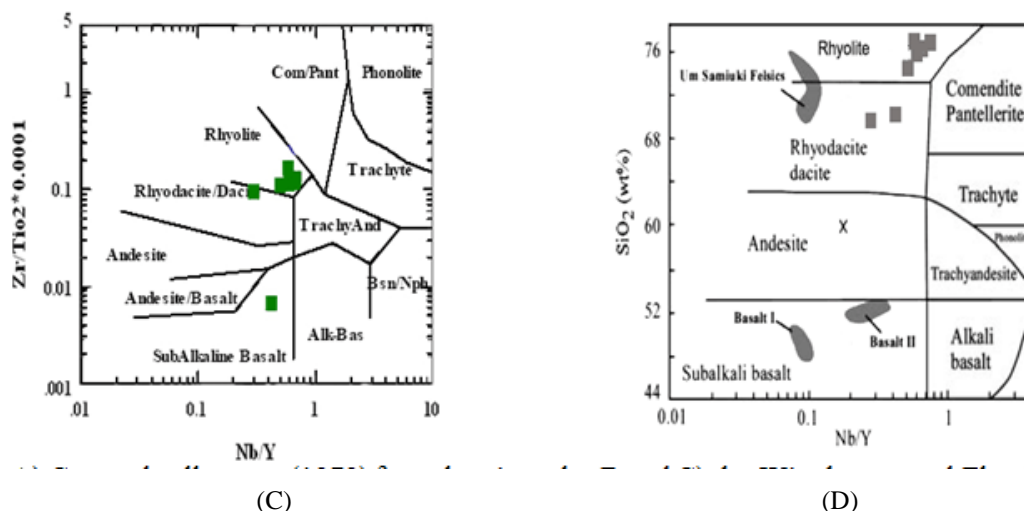 5
1
0.1
0.01
.001
Zr/Tio2*0.0001
Com/Pant
Phonolite
Rhyolite
Trachyte
Rhyodacite/Daci
TrachyAnd
Andesite
Andesite/Basalt
Bsn/Nph
Alk-Bas
SubAlkaline Basalt
.01
0.1
1
10
Nb/Y
(C)
76
68
60
52
44
SiO2 (wt%)
Rhyolite
Um Samiuki Felsics
Comendite
Pantellerite
Rhyodacite
dacite
Trachyte
X
Andesite
Trachyandesite
Basalt I
Basalt II
Alkali
basalt
Subalkali basalt
0.01
0.1
1
Nb/Y
(D)